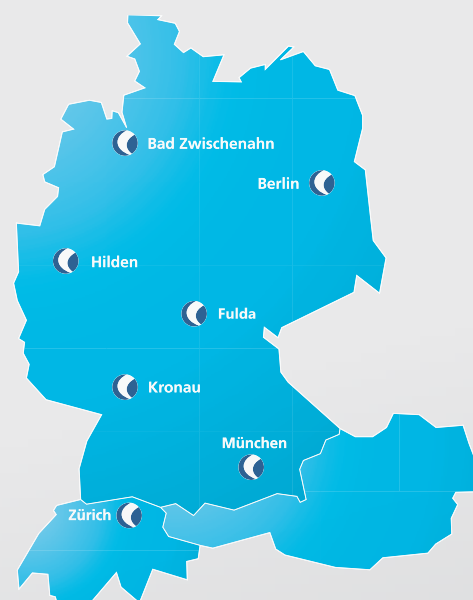 Bad Zwischenahn
Berlin
Hilden
Fulda
Kronau
München
Zürich